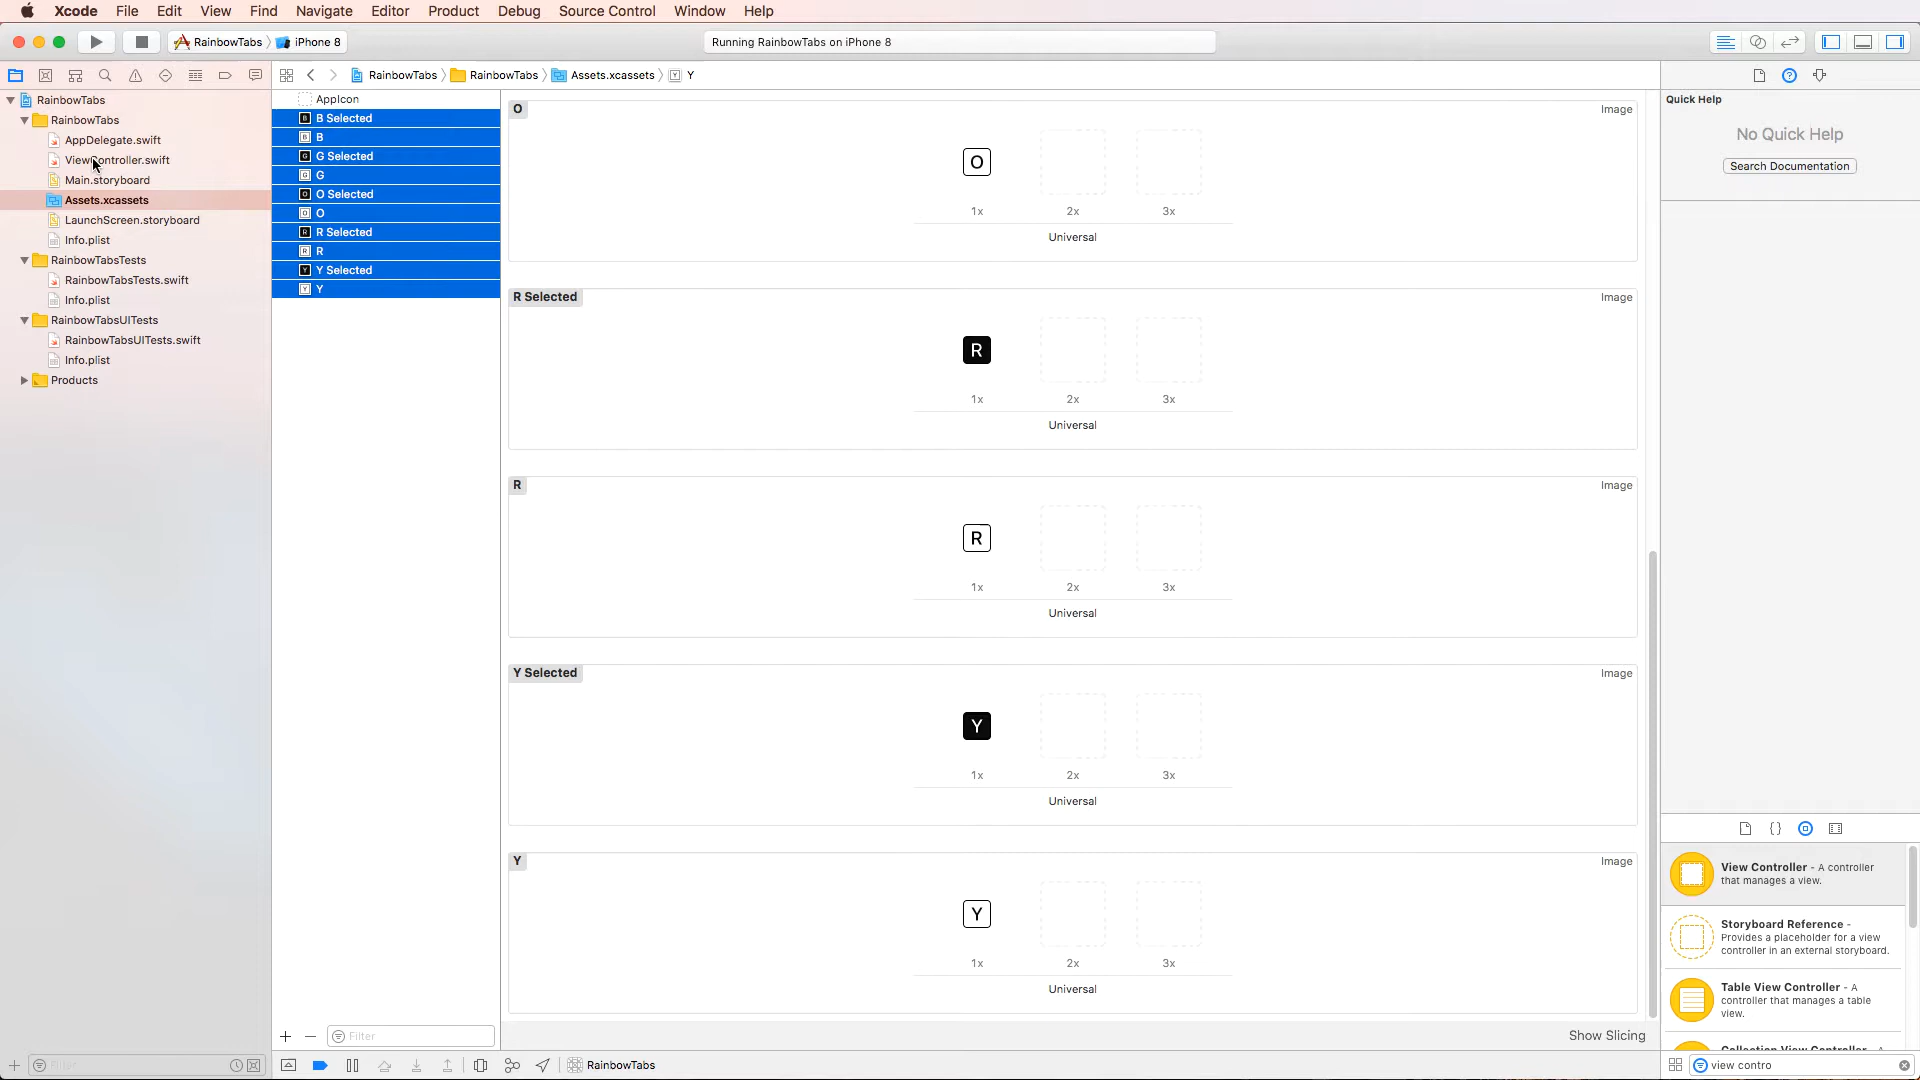 Xcode File Edit View Find Navigate Editor Product Debug Source Control Window Help
RainbowTabs iPhone 8
Running RainbowTabs on iPhone 8
RainbowTabs RainbowTabs Assets.xcassets Y
RainbowTabs
RainbowTabs
AppDelegate.swift
ViewController.swift
Main.storyboard
Assets.xcassets
LaunchScreen.storyboard
Info.plist
RainbowTabsTests
RainbowTabsTests.swift
Info.plist
RainbowTabsUITests
RainbowTabsUITests.swift
Info.plist
Products
Filter
AppIcon
B Selected
B
G Selected
G
O Selected
O
R Selected
R
Y Selected
Y
Filter
O Image
O
1x 2x 3x
Universal
R Selected Image
R
1x 2x 3x
Universal
R Image
R
1x 2x 3x
Universal
Y Selected Image
Y
1x 2x 3x
Universal
Y Image
Y
1x 2x 3x
Universal
Show Slicing
RainbowTabs
Quick Help
No Quick Help
Search Documentation
{}
View Controller - A controller
that manages a view.
Storyboard Reference -
Provides a placeholder for a view
controller in an external storyboard.
Table View Controller - A
controller that manages a table
view.
Collection View Controller - A
view contro